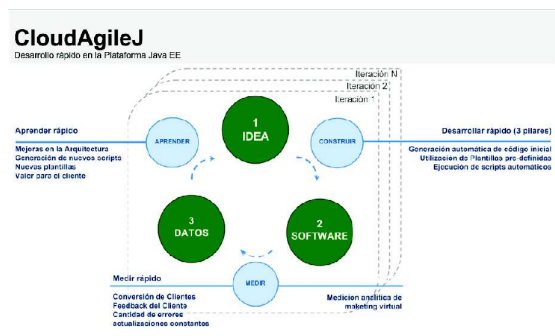 CloudAgileJ
Desarrollo rápido en la Plataforma Java EE
Iteración N
Iteración 2
Iteración 1
1
IDEA
Aprender rápido
APRENDER
CONSTRUIR
Desarrollar rápido (3 pilares)
Mejoras en la Arquitectura
Generación de nuevos scripts
Nuevos plantillas
Valor para el cliente
Generación automática de código inicial
Utilización de Plantillas pre-definidas
Ejecución de scripts automáticos
3
DATOS
2
SOFTWARE
Medir rápido
MEDIR
Conversión de Clientes
Feedback del Cliente
Cantidad de errores
actualizaciones constantes
Medicion analítica de
marketing virtual